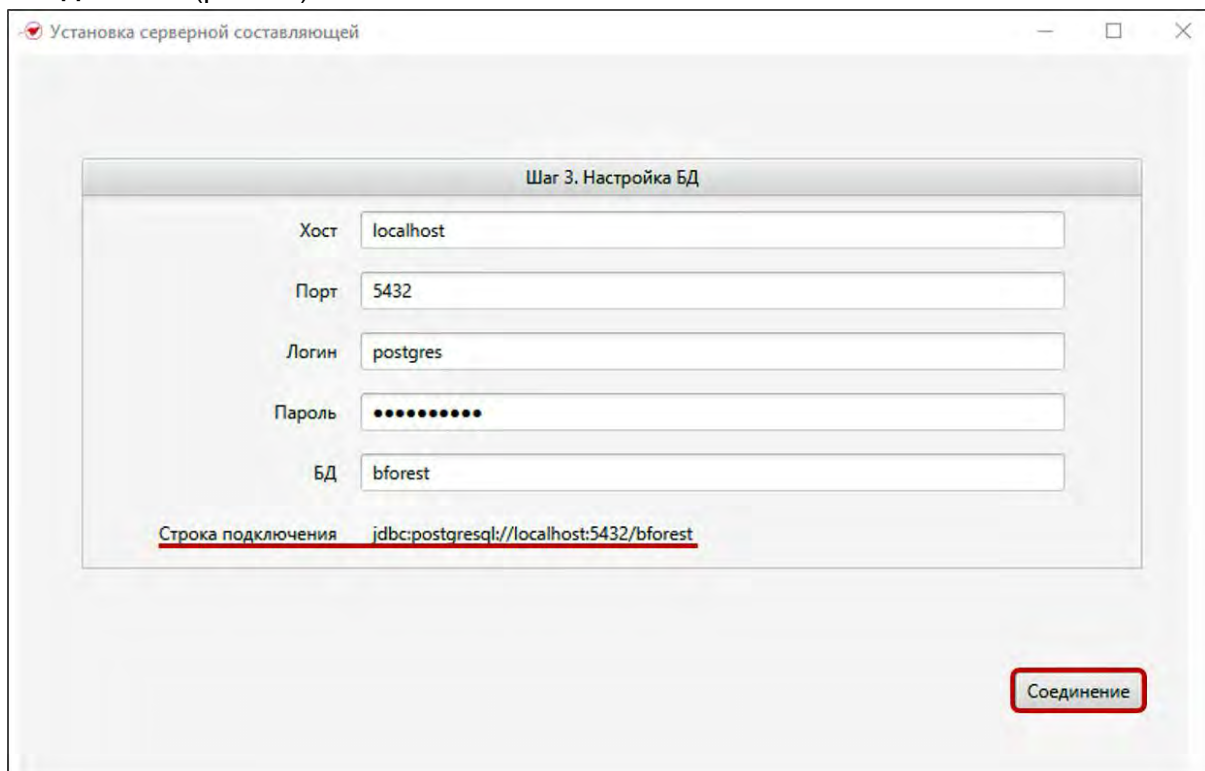 Установка серверной составляющей
Шаг 3. Настройка БД
Хост localhost
Порт 5432
Логин postgres
Пароль ●●●●●●●●●●
БД bforest
Строка подключения jdbc:postgresql://localhost:5432/bforest
Соединение